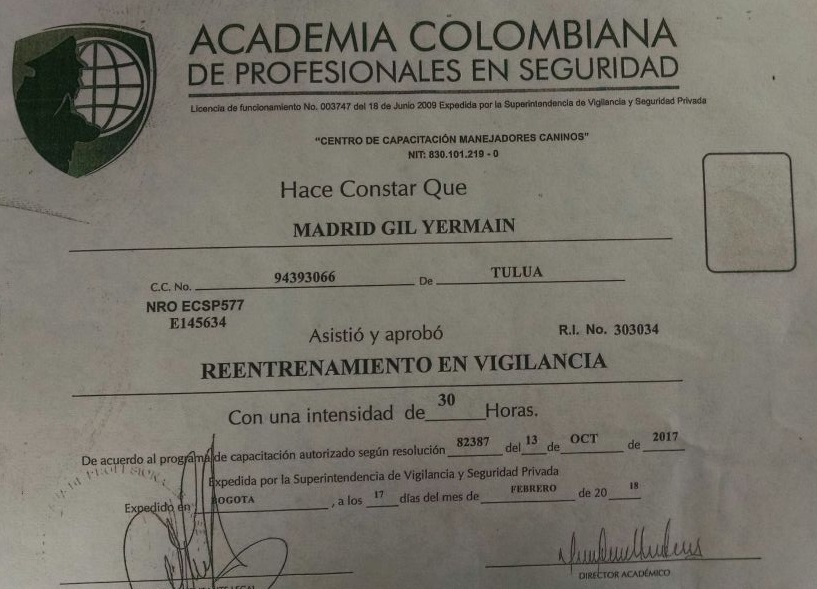 ACADEMIA COLOMBIANA
DE PROFESIONALES EN SEGURIDAD
Licencia de funcionamiento No. 003747 del 18 de Junio 2009 Expedida por la Superintendencia de Vigilancia y Seguridad Privada
"CENTRO DE CAPACITACIÓN MANEJADORES CANINOS"
NIT: 830.101.219 - 0
Hace Constar Que
MADRID GIL YERMAIN
C.C. No. 94393066 De TULUA
NRO ECSP577
E145634
Asistió y aprobó R.I. No. 303034
REENTRENAMIENTO EN VIGILANCIA
Con una intensidad de 30 Horas.
De acuerdo al programa de capacitación autorizado según resolución 82387 del 13 de OCT de 2017
Expedida por la Superintendencia de Vigilancia y Seguridad Privada
Expedido en BOGOTA , a los 17 días del mes de FEBRERO de 20 18
DIRECTOR ACADÉMICO